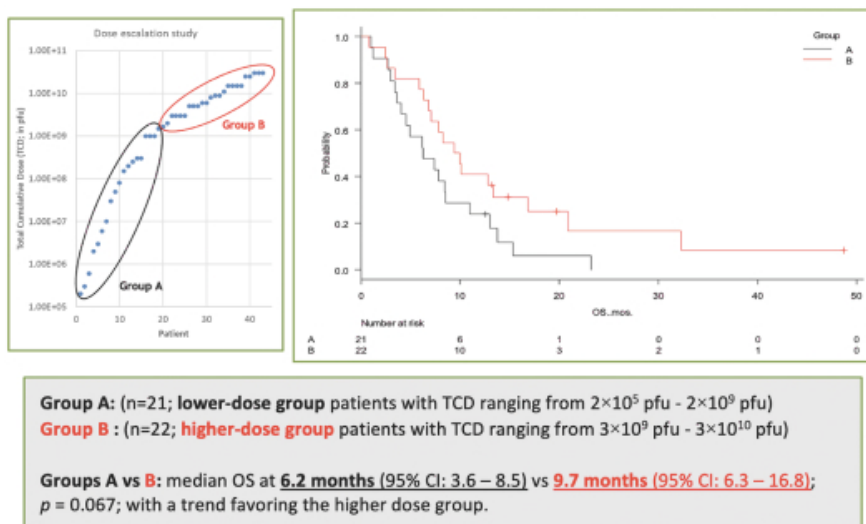 Dose escalation study
Total Cumulative Dose (TCD; in pfu)
1.00E+11
1.00E+10
1.00E+09
1.00E+08
1.00E+07
1.00E+06
1.00E+05
Group B
Group A
0 10 20 30 40 50
Patient
Group
A
B
Probability
1.0
0.8
0.6
0.4
0.2
0.0
0 10 20 30 40 50
OS..mos.
Number at risk
A 21 6 1 0 0 0
B 22 10 3 2 1 0
Group A: (n=21; lower-dose group patients with TCD ranging from 2×10⁵ pfu - 2×10⁹ pfu)
Group B : (n=22; higher-dose group patients with TCD ranging from 3×10⁹ pfu - 3×10¹⁰ pfu)
Groups A vs B: median OS at 6.2 months (95% CI: 3.6 – 8.5) vs 9.7 months (95% CI: 6.3 – 16.8);
p = 0.067; with a trend favoring the higher dose group.